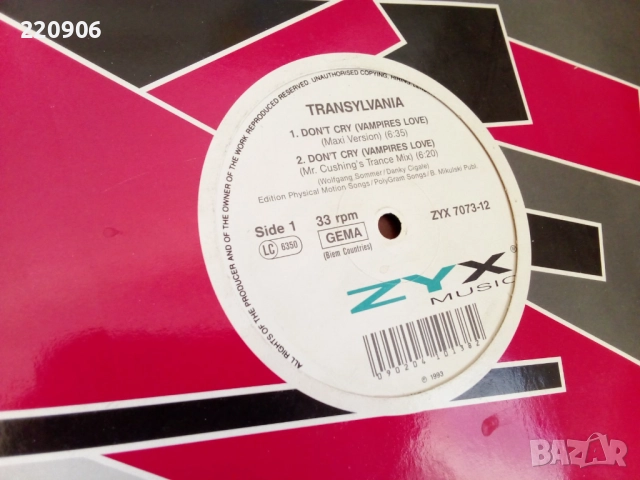 220906
ALL RIGHTS OF THE PRODUCER AND OF THE OWNER OF THE WORK REPRODUCED RESERVED. UNAUTHORISED COPYING,
TRANSYLVANIA
1. DON'T CRY (VAMPIRES LOVE)
(Maxi Version) (6:35)
2. DON'T CRY (VAMPIRES LOVE)
(Mr. Cushing's Trance Mix) (6:20)
(Wolfgang Sommer/Danky Cigale)
Edition Physical Motion Songs/PolyGram Songs/B. Mikulski Publ.
Side 1
33 rpm
ZYX 7073-12
LC 6350
GEMA
(Biem Countries)
ZYX®
MUSIC
090204 101382
℗ 1993
BAZAR